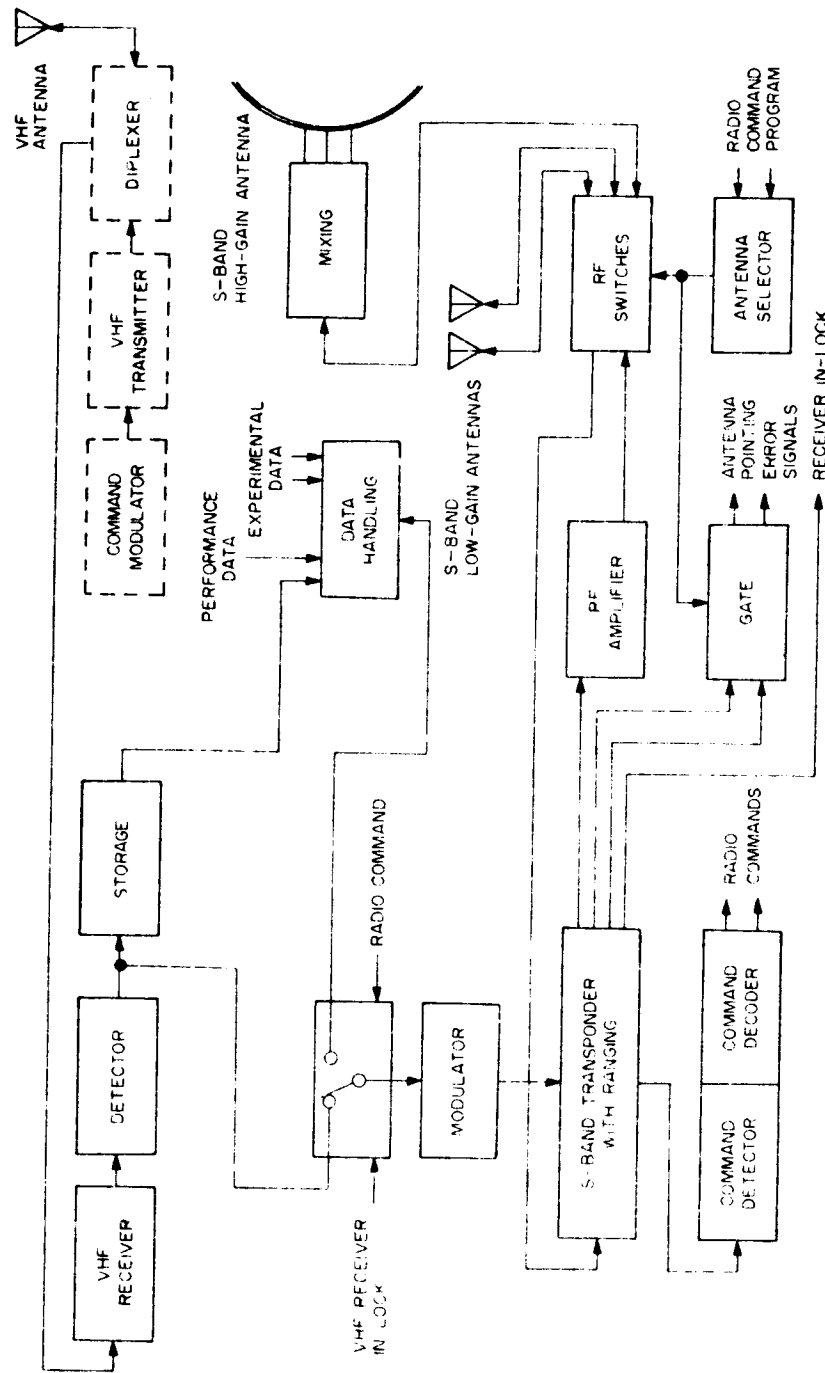 VHF
ANTENNA
DIPLEXER
VHF
TRANSMITTER
COMMAND
MODULATOR
S-BAND
HIGH-GAIN ANTENNA
MIXING
PERFORMANCE
DATA
EXPERIMENTAL
DATA
DATA
HANDLING
STORAGE
DETECTOR
VHF
RECEIVER
S-BAND
LOW-GAIN ANTENNAS
RADIO COMMAND
VHF RECEIVER
IN LOCK
MODULATOR
RF
SWITCHES
RF
AMPLIFIER
S-BAND TRANSPONDER
WITH RANGING
RADIO
COMMAND
PROGRAM
ANTENNA
SELECTOR
GATE
ANTENNA
POINTING
ERROR
SIGNALS
RECEIVER IN-LOCK
COMMAND
DETECTOR
COMMAND
DECODER
RADIO
COMMANDS